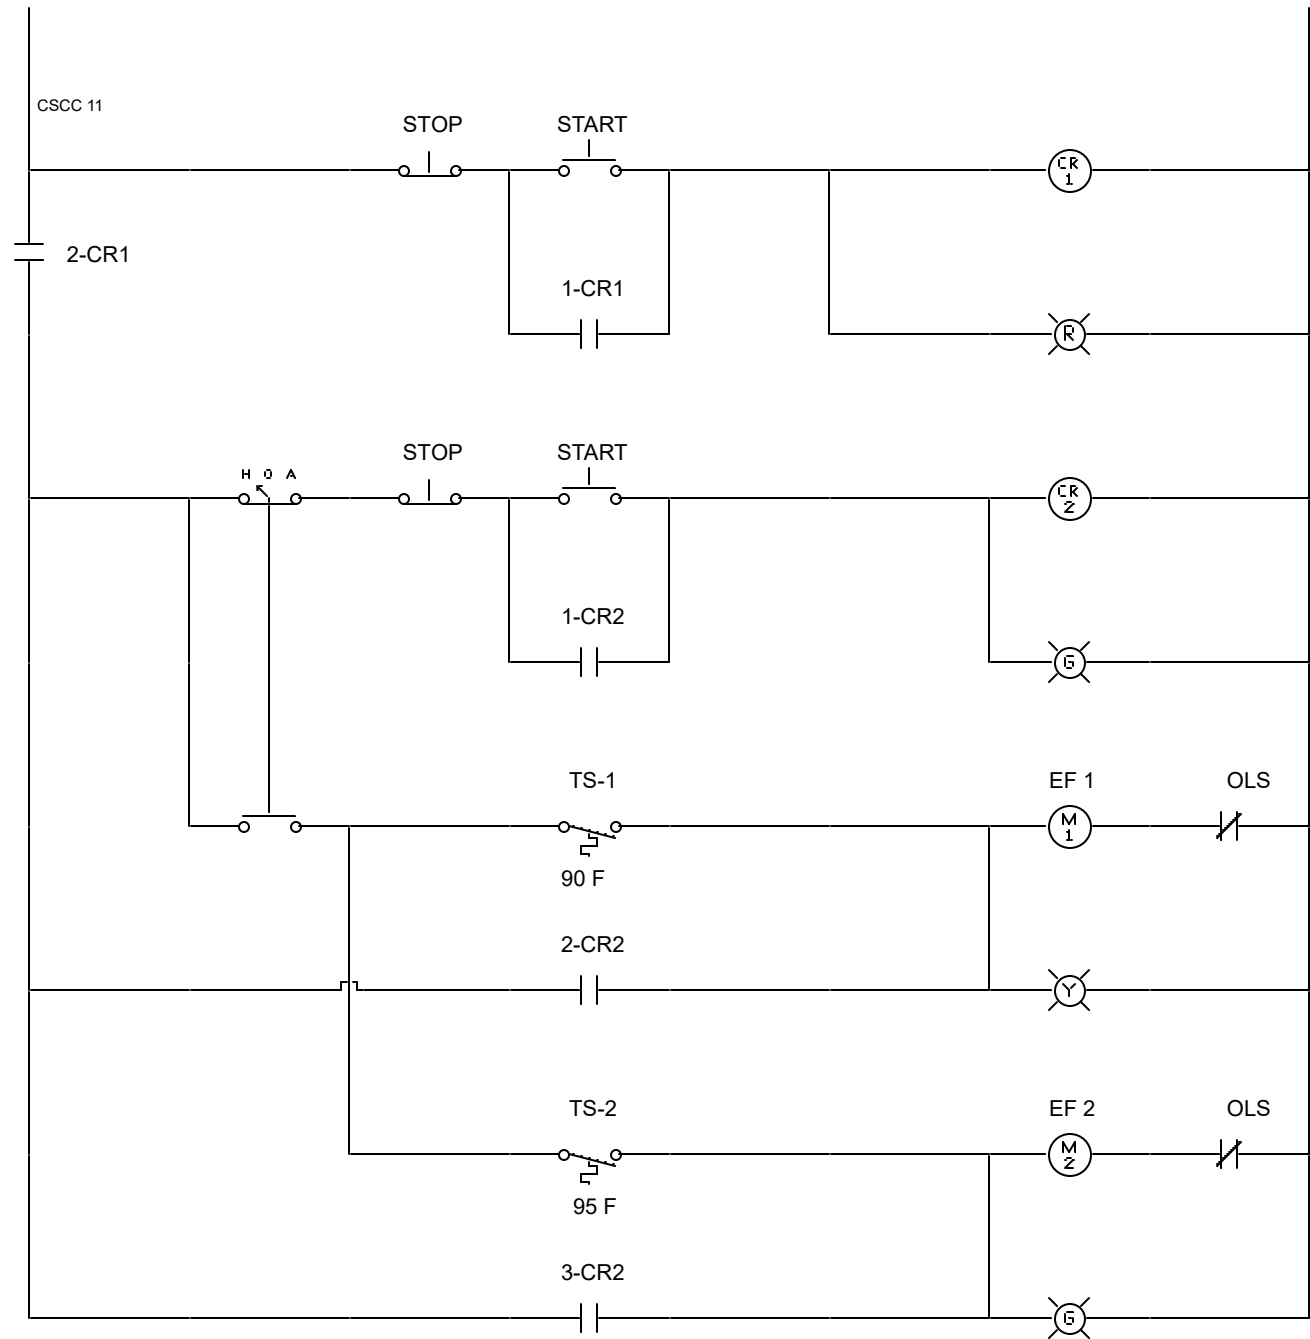 CSCC 11
STOP START
CR
1
2-CR1
1-CR1
R
H O A
STOP START
CR
2
1-CR2
G
TS-1 EF 1 OLS
M
1
90 F
2-CR2
Y
TS-2 EF 2 OLS
M
2
95 F
3-CR2
G